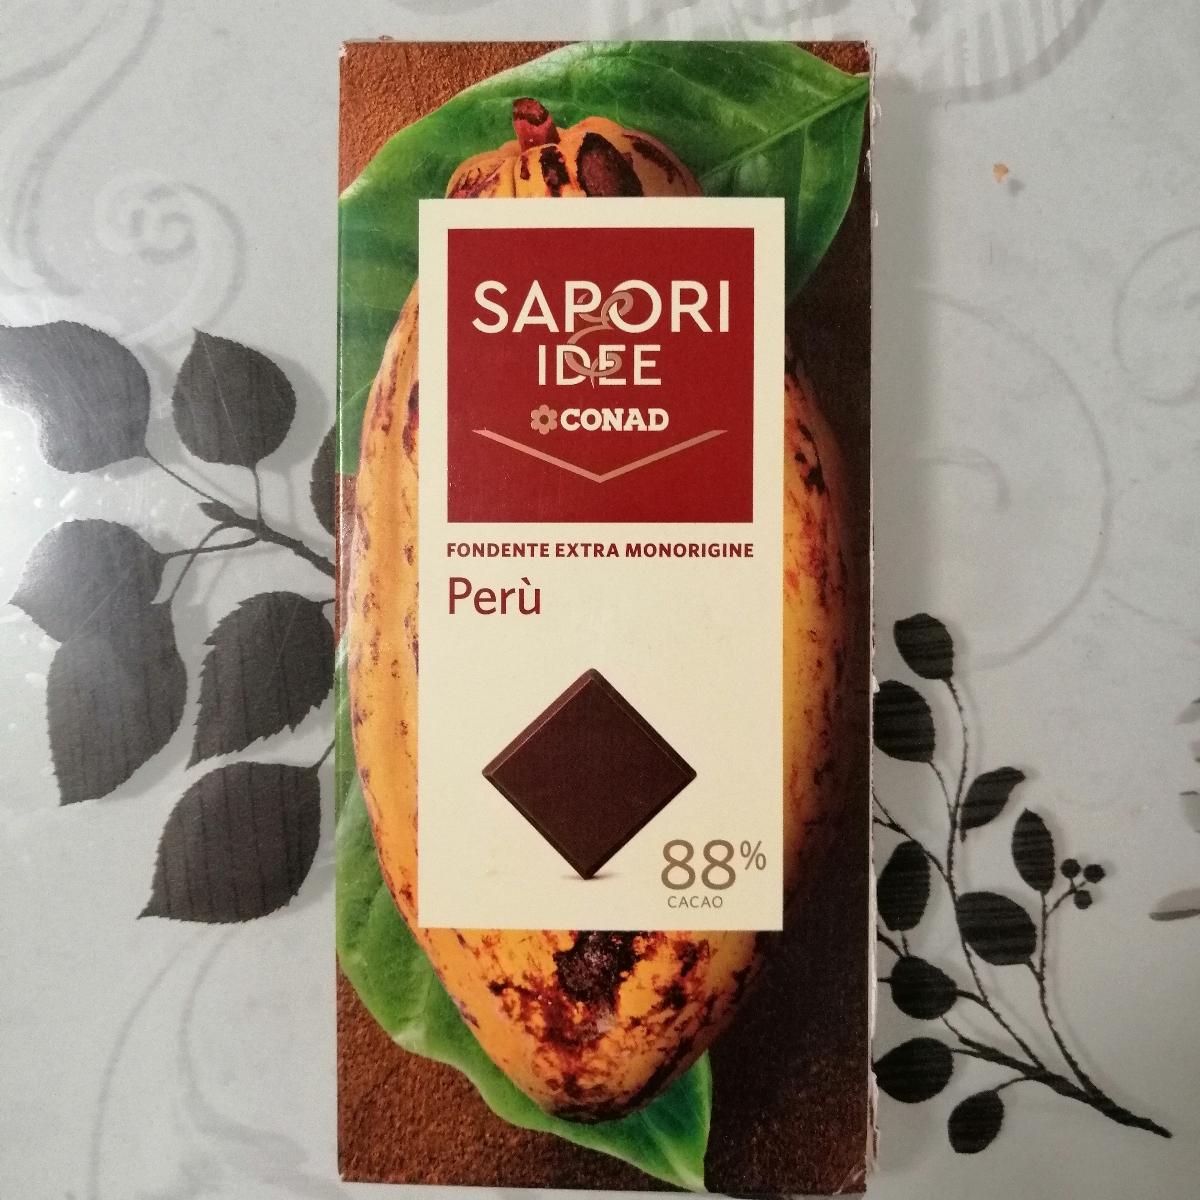 SAPORI
&
IDEE
CONAD
FONDENTE EXTRA MONORIGINE
Perù
88%
CACAO